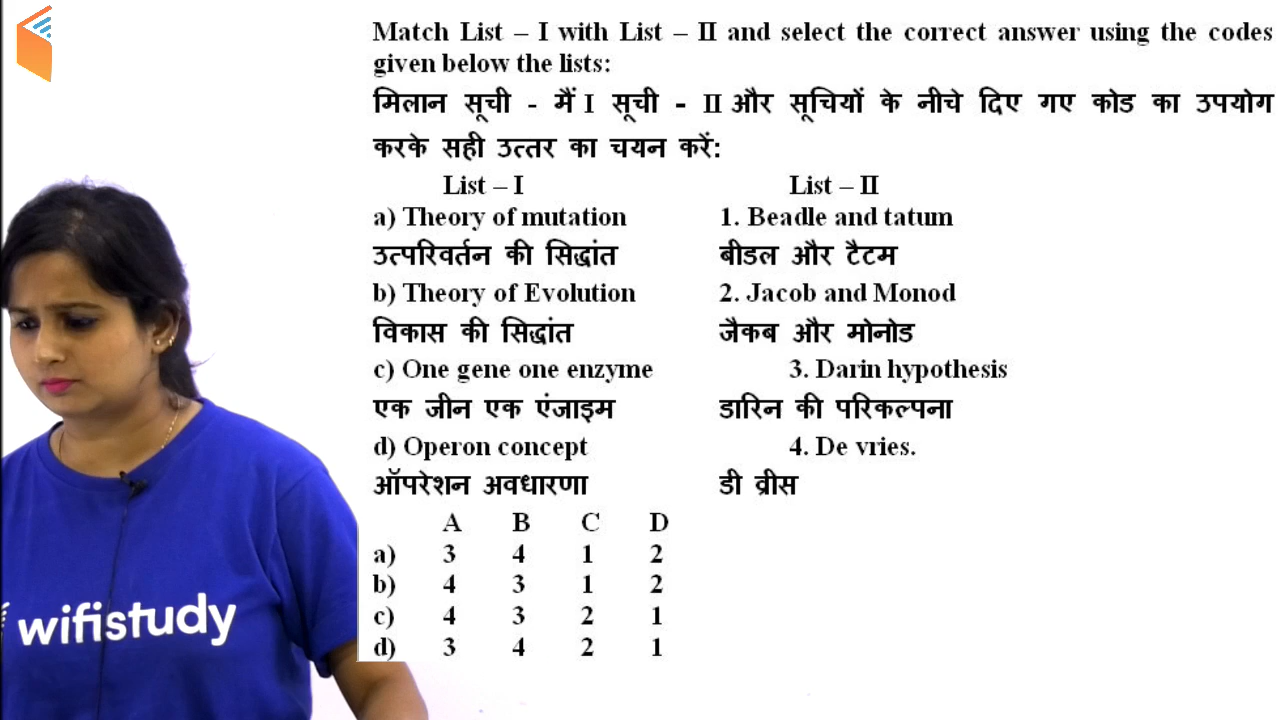 Match List – I with List – II and select the correct answer using the codes
given below the lists:
मिलान सूची - मैं I सूची - II और सूचियों के नीचे दिए गए कोड का उपयोग
करके सही उत्तर का चयन करें:
List – I List – II
a) Theory of mutation 1. Beadle and tatum
उत्परिवर्तन की सिद्धांत बीडल और टैटम
b) Theory of Evolution 2. Jacob and Monod
विकास की सिद्धांत जैकब और मोनोड
c) One gene one enzyme 3. Darin hypothesis
एक जीन एक एंजाइम डारिन की परिकल्पना
d) Operon concept 4. De vries.
ऑपरेशन अवधारणा डी व्रीस
A B C D
a) 3 4 1 2
b) 4 3 1 2
c) 4 3 2 1
d) 3 4 2 1
wifistudy